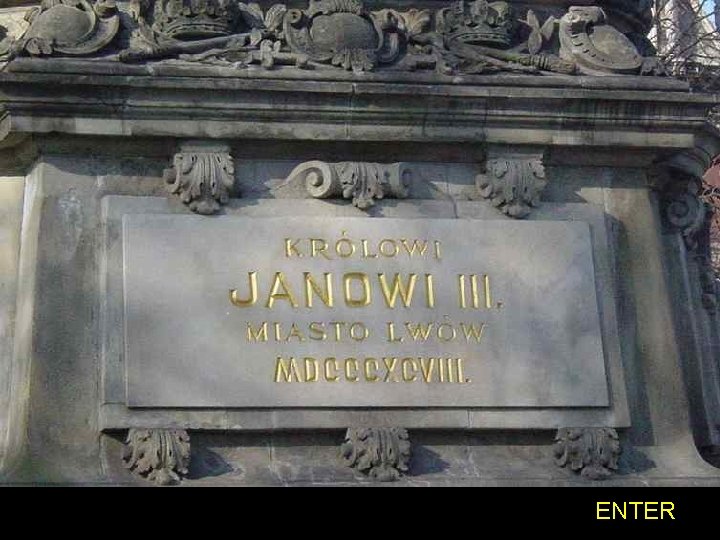 KRÓLOWI
JANOWI III.
MIASTO LWÓW
MDCCCXCVIII.
ENTER